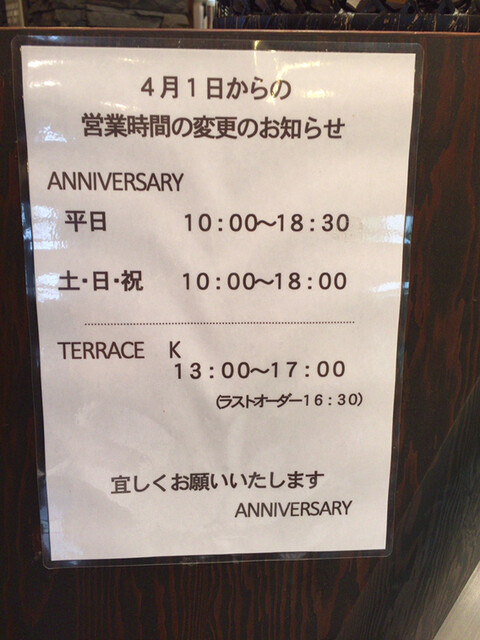 4月1日からの
営業時間の変更のお知らせ
ANNIVERSARY
平日 10:00～18:30
土・日・祝 10:00～18:00
TERRACE K
13:00～17:00
(ラストオーダー16:30)
宜しくお願いいたします
ANNIVERSARY